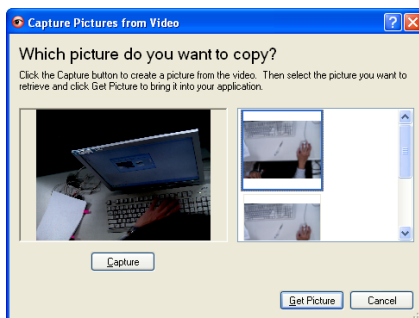 Capture Pictures from Video
Which picture do you want to copy?
Click the Capture button to create a picture from the video. Then select the picture you want to
retrieve and click Get Picture to bring it into your application.
Capture
Get Picture
Cancel